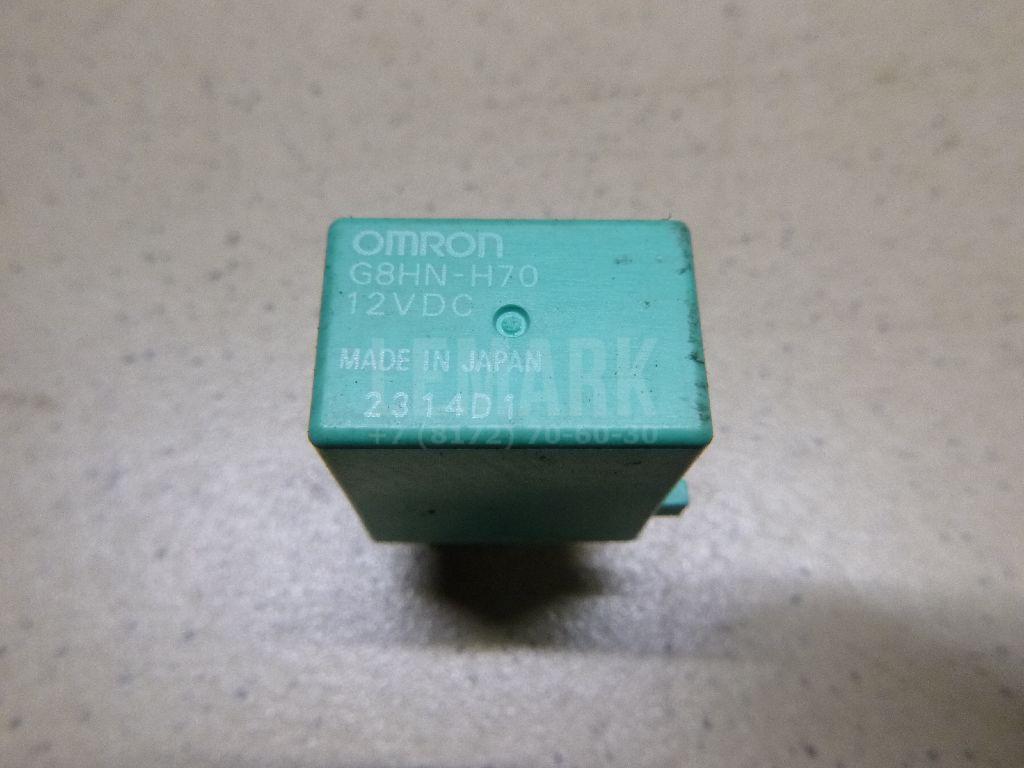 OMRON
G8HN-H70
12VDC
MADE IN JAPAN
LEMARK
2314D1
+7 (8172) 70-60-30